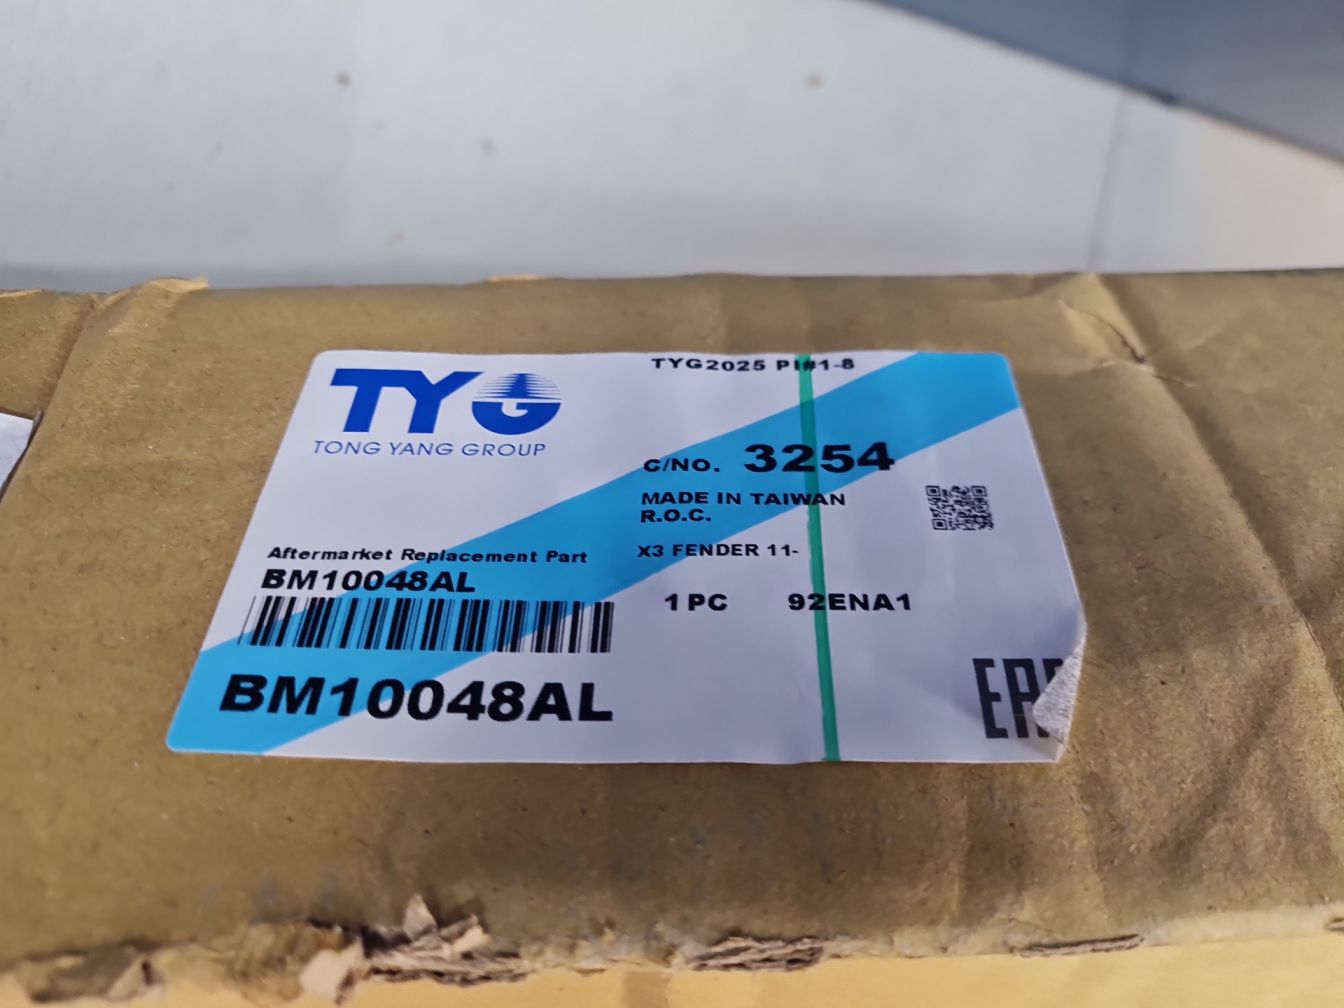 TYG
TONG YANG GROUP
TYG2025 PI#1-8
C/NO. 3254
MADE IN TAIWAN
R.O.C.
X3 FENDER 11-
1 PC 92ENA1
Aftermarket Replacement Part
BM10048AL
BM10048AL